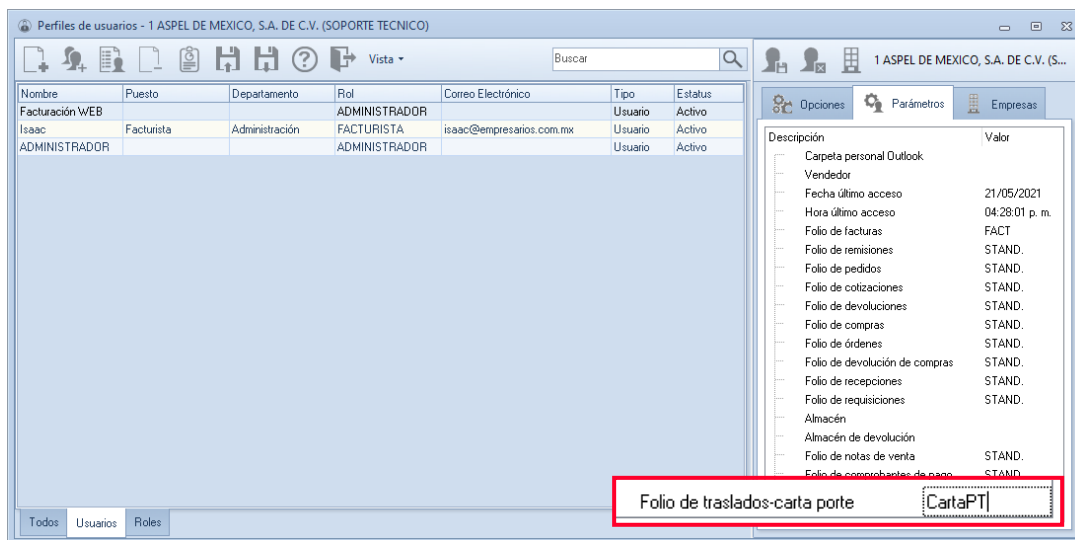 Perfiles de usuarios - 1 ASPEL DE MEXICO, S.A. DE C.V. (SOPORTE TECNICO)
Vista
Buscar
1 ASPEL DE MEXICO, S.A. DE C.V. (S...
Nombre Puesto Departamento Rol Correo Electrónico Tipo Estatus
Facturación WEB ADMINISTRADOR Usuario Activo
Isaac Facturista Administración FACTURISTA isaac@empresarios.com.mx Usuario Activo
ADMINISTRADOR ADMINISTRADOR Usuario Activo
Todos Usuarios Roles
Opciones Parámetros Empresas
Descripción Valor
Carpeta personal Outlook
Vendedor
Fecha último acceso 21/05/2021
Hora último acceso 04:28:01 p. m.
Folio de facturas FACT
Folio de remisiones STAND.
Folio de pedidos STAND.
Folio de cotizaciones STAND.
Folio de devoluciones STAND.
Folio de compras STAND.
Folio de órdenes STAND.
Folio de devolución de compras STAND.
Folio de recepciones STAND.
Folio de requisiciones STAND.
Almacén
Almacén de devolución
Folio de notas de venta STAND.
Folio de comprobantes de pago STAND.
Folio de traslados-carta porte CartaPT